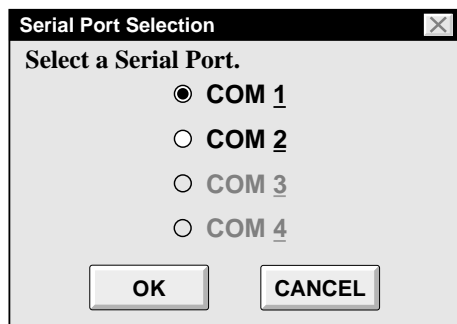 Serial Port Selection
Select a Serial Port.
COM 1
COM 2
COM 3
COM 4
OK CANCEL